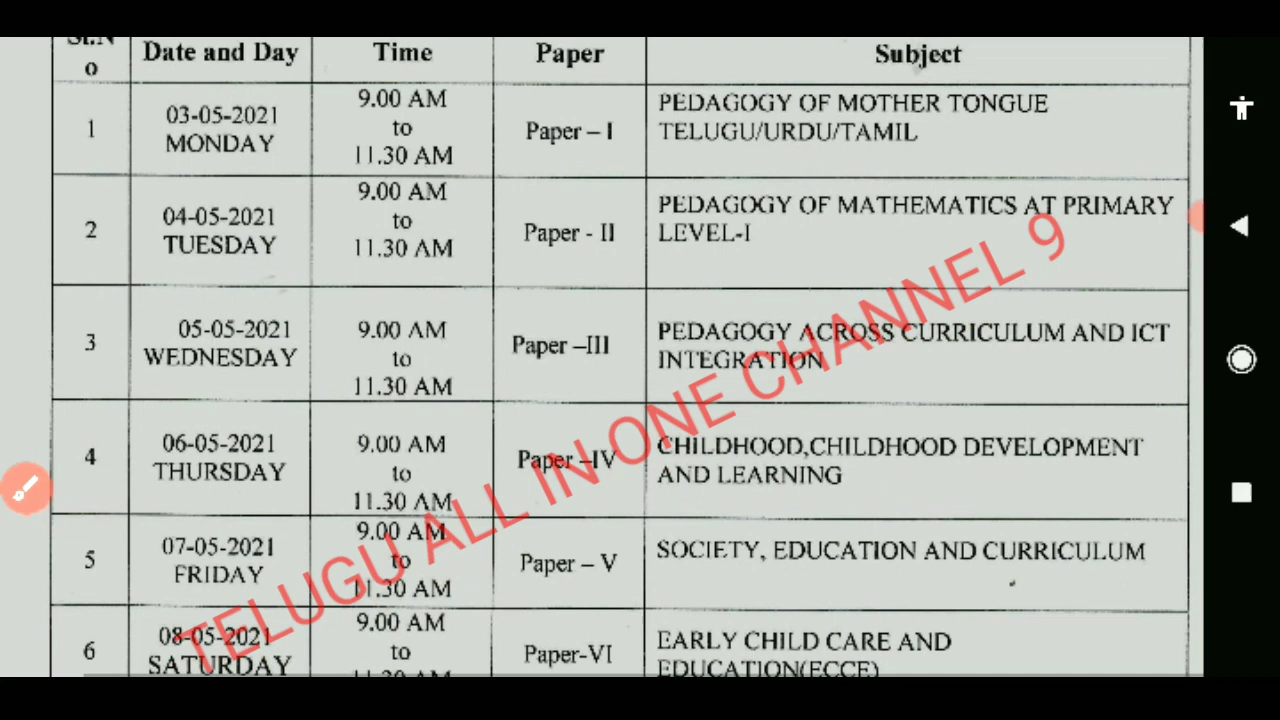 Sl.N
o
Date and Day
Time
Paper
Subject
1
03-05-2021
MONDAY
9.00 AM
to
11.30 AM
Paper – I
PEDAGOGY OF MOTHER TONGUE
TELUGU/URDU/TAMIL
2
04-05-2021
TUESDAY
9.00 AM
to
11.30 AM
Paper - II
PEDAGOGY OF MATHEMATICS AT PRIMARY
LEVEL-I
3
05-05-2021
WEDNESDAY
9.00 AM
to
11.30 AM
Paper –III
PEDAGOGY ACROSS CURRICULUM AND ICT
INTEGRATION
4
06-05-2021
THURSDAY
9.00 AM
to
11.30 AM
Paper –IV
CHILDHOOD,CHILDHOOD DEVELOPMENT
AND LEARNING
5
07-05-2021
FRIDAY
9.00 AM
to
11.30 AM
Paper – V
SOCIETY, EDUCATION AND CURRICULUM
6
08-05-2021
SATURDAY
9.00 AM
to
11.30 AM
Paper-VI
EARLY CHILD CARE AND
EDUCATION(ECCE)
TELUGU ALL IN ONE CHANNEL 9